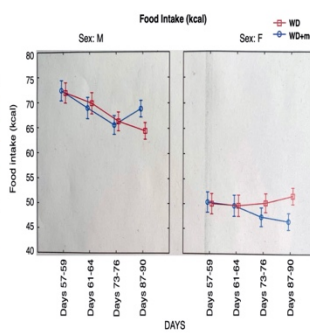 Food Intake (kcal)
WD
WD+m
Sex: M
Sex: F
Food intake (kcal)
80
75
70
65
60
55
50
45
40
Days 57-59
Days 61-64
Days 73-76
Days 87-90
Days 57-59
Days 61-64
Days 73-76
Days 87-90
DAYS